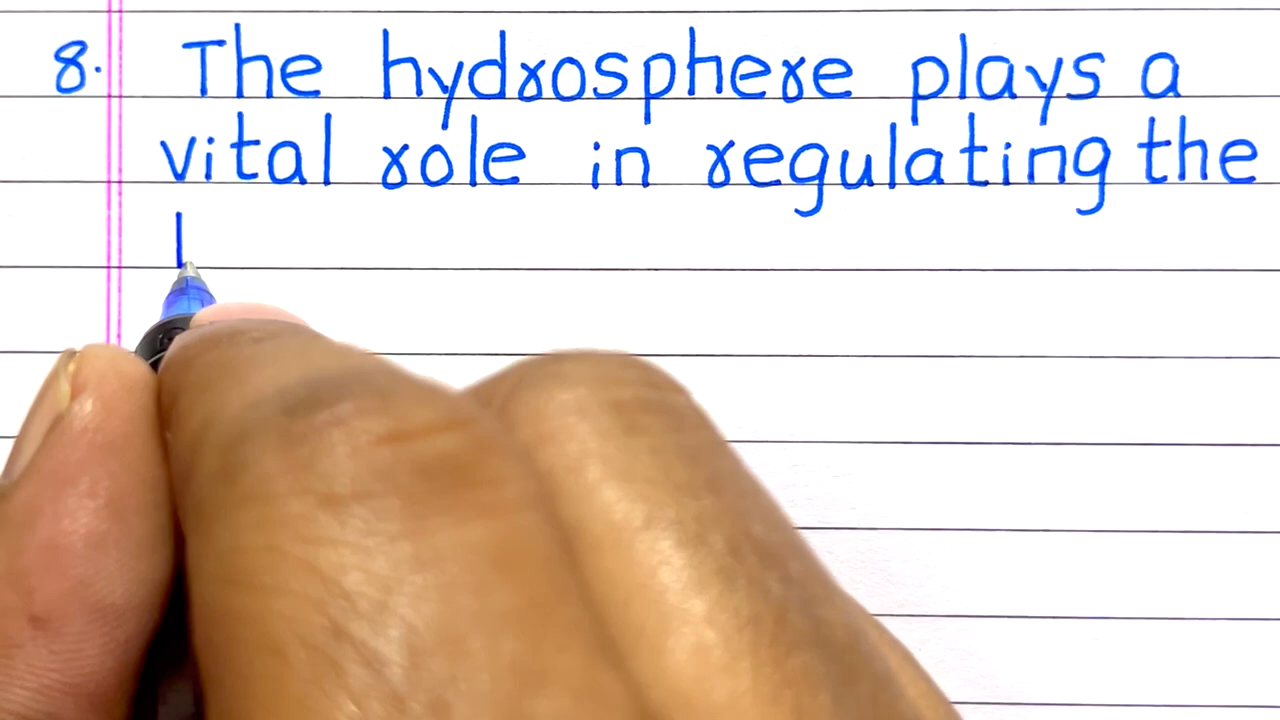 8. The hydrosphere plays a
vital role in regulating the